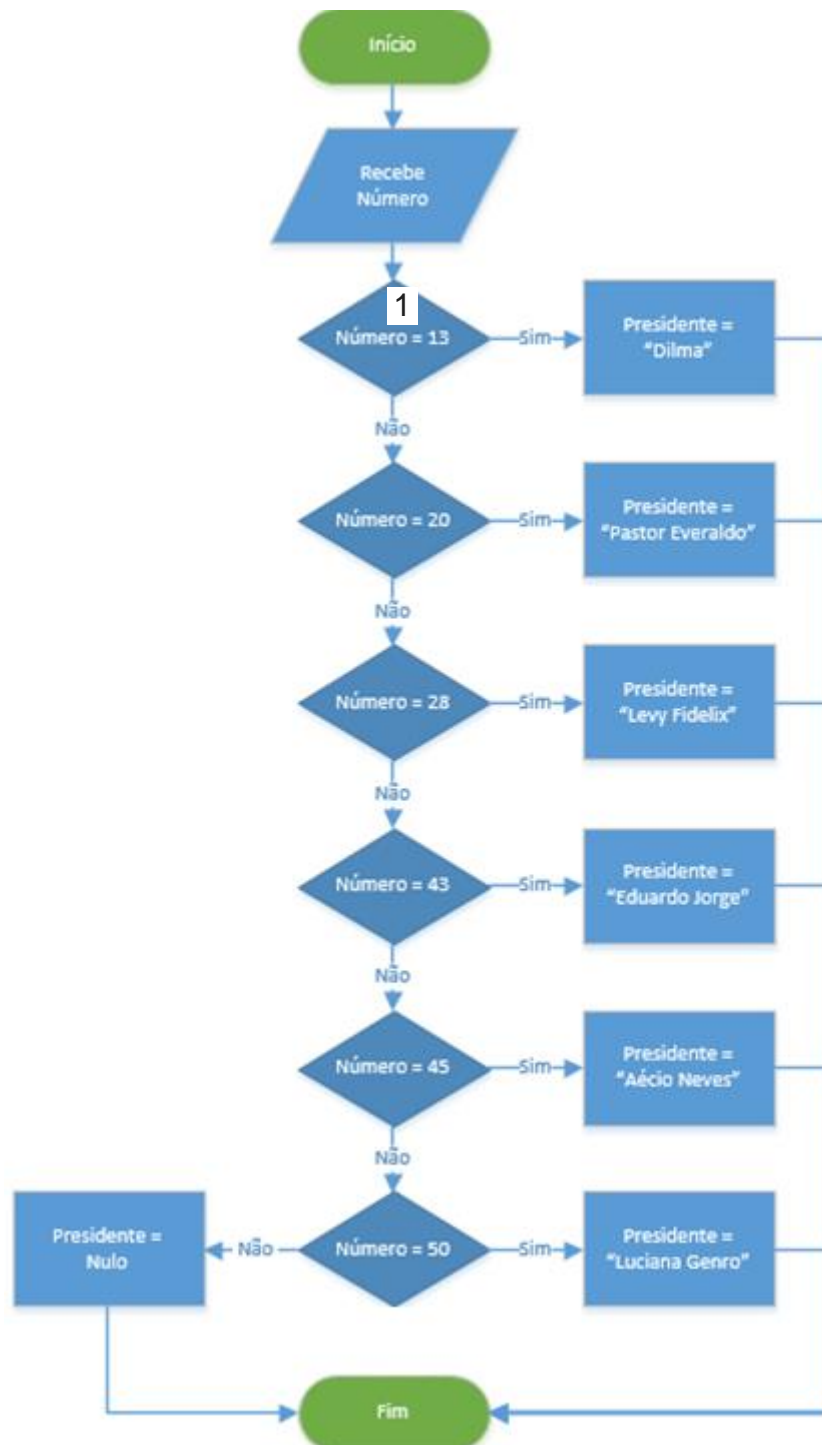 Início
Recebe
Número
1
Número = 13
Sim
Presidente =
“Dilma”
Não
Número = 20
Sim
Presidente =
“Pastor Everaldo”
Não
Número = 28
Sim
Presidente =
“Levy Fidelix”
Não
Número = 43
Sim
Presidente =
“Eduardo Jorge”
Não
Número = 45
Sim
Presidente =
“Aécio Neves”
Não
Presidente =
Nulo
Não
Número = 50
Sim
Presidente =
“Luciana Genro”
Fim